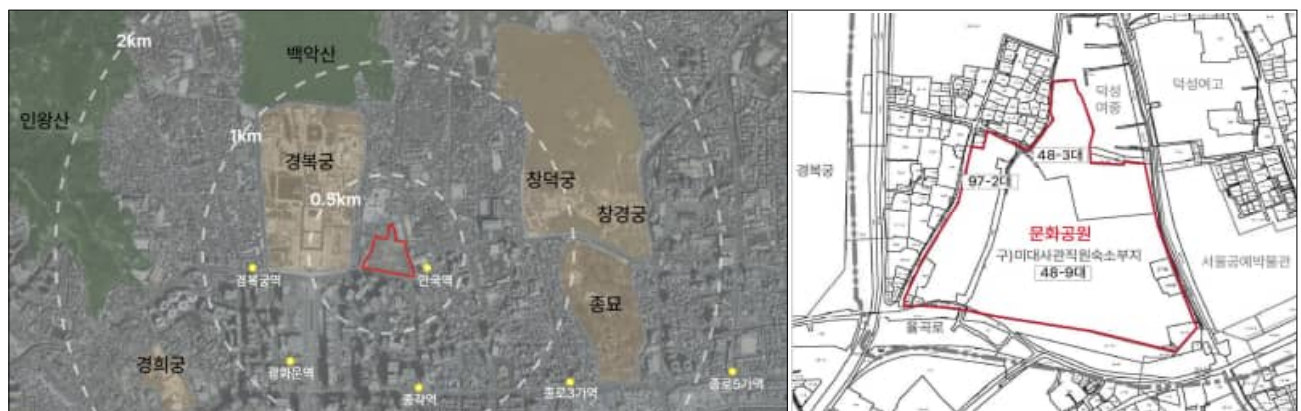 2km
백악산
인왕산
1km
경복궁
0.5km
창덕궁
창경궁
경복궁역
안국역
종묘
경희궁
광화문역
종각역
종로3가역
종로5가역
덕성
여중
덕성여고
48-3대
경복궁
97-2대
문화공원
구)미대사관직원숙소부지
48-9대
서울공예박물관
율곡로